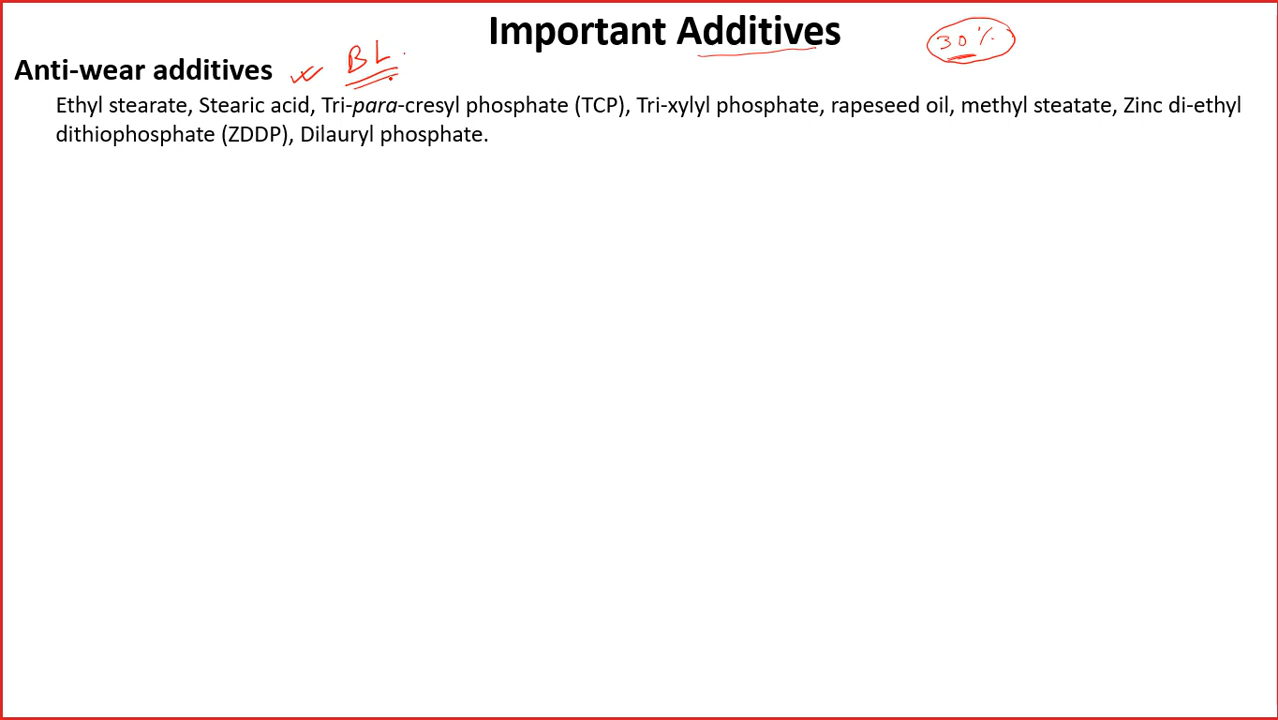 Important Additives
30%
Anti-wear additives BL
Ethyl stearate, Stearic acid, Tri-para-cresyl phosphate (TCP), Tri-xylyl phosphate, rapeseed oil, methyl steatate, Zinc di-ethyl
dithiophosphate (ZDDP), Dilauryl phosphate.